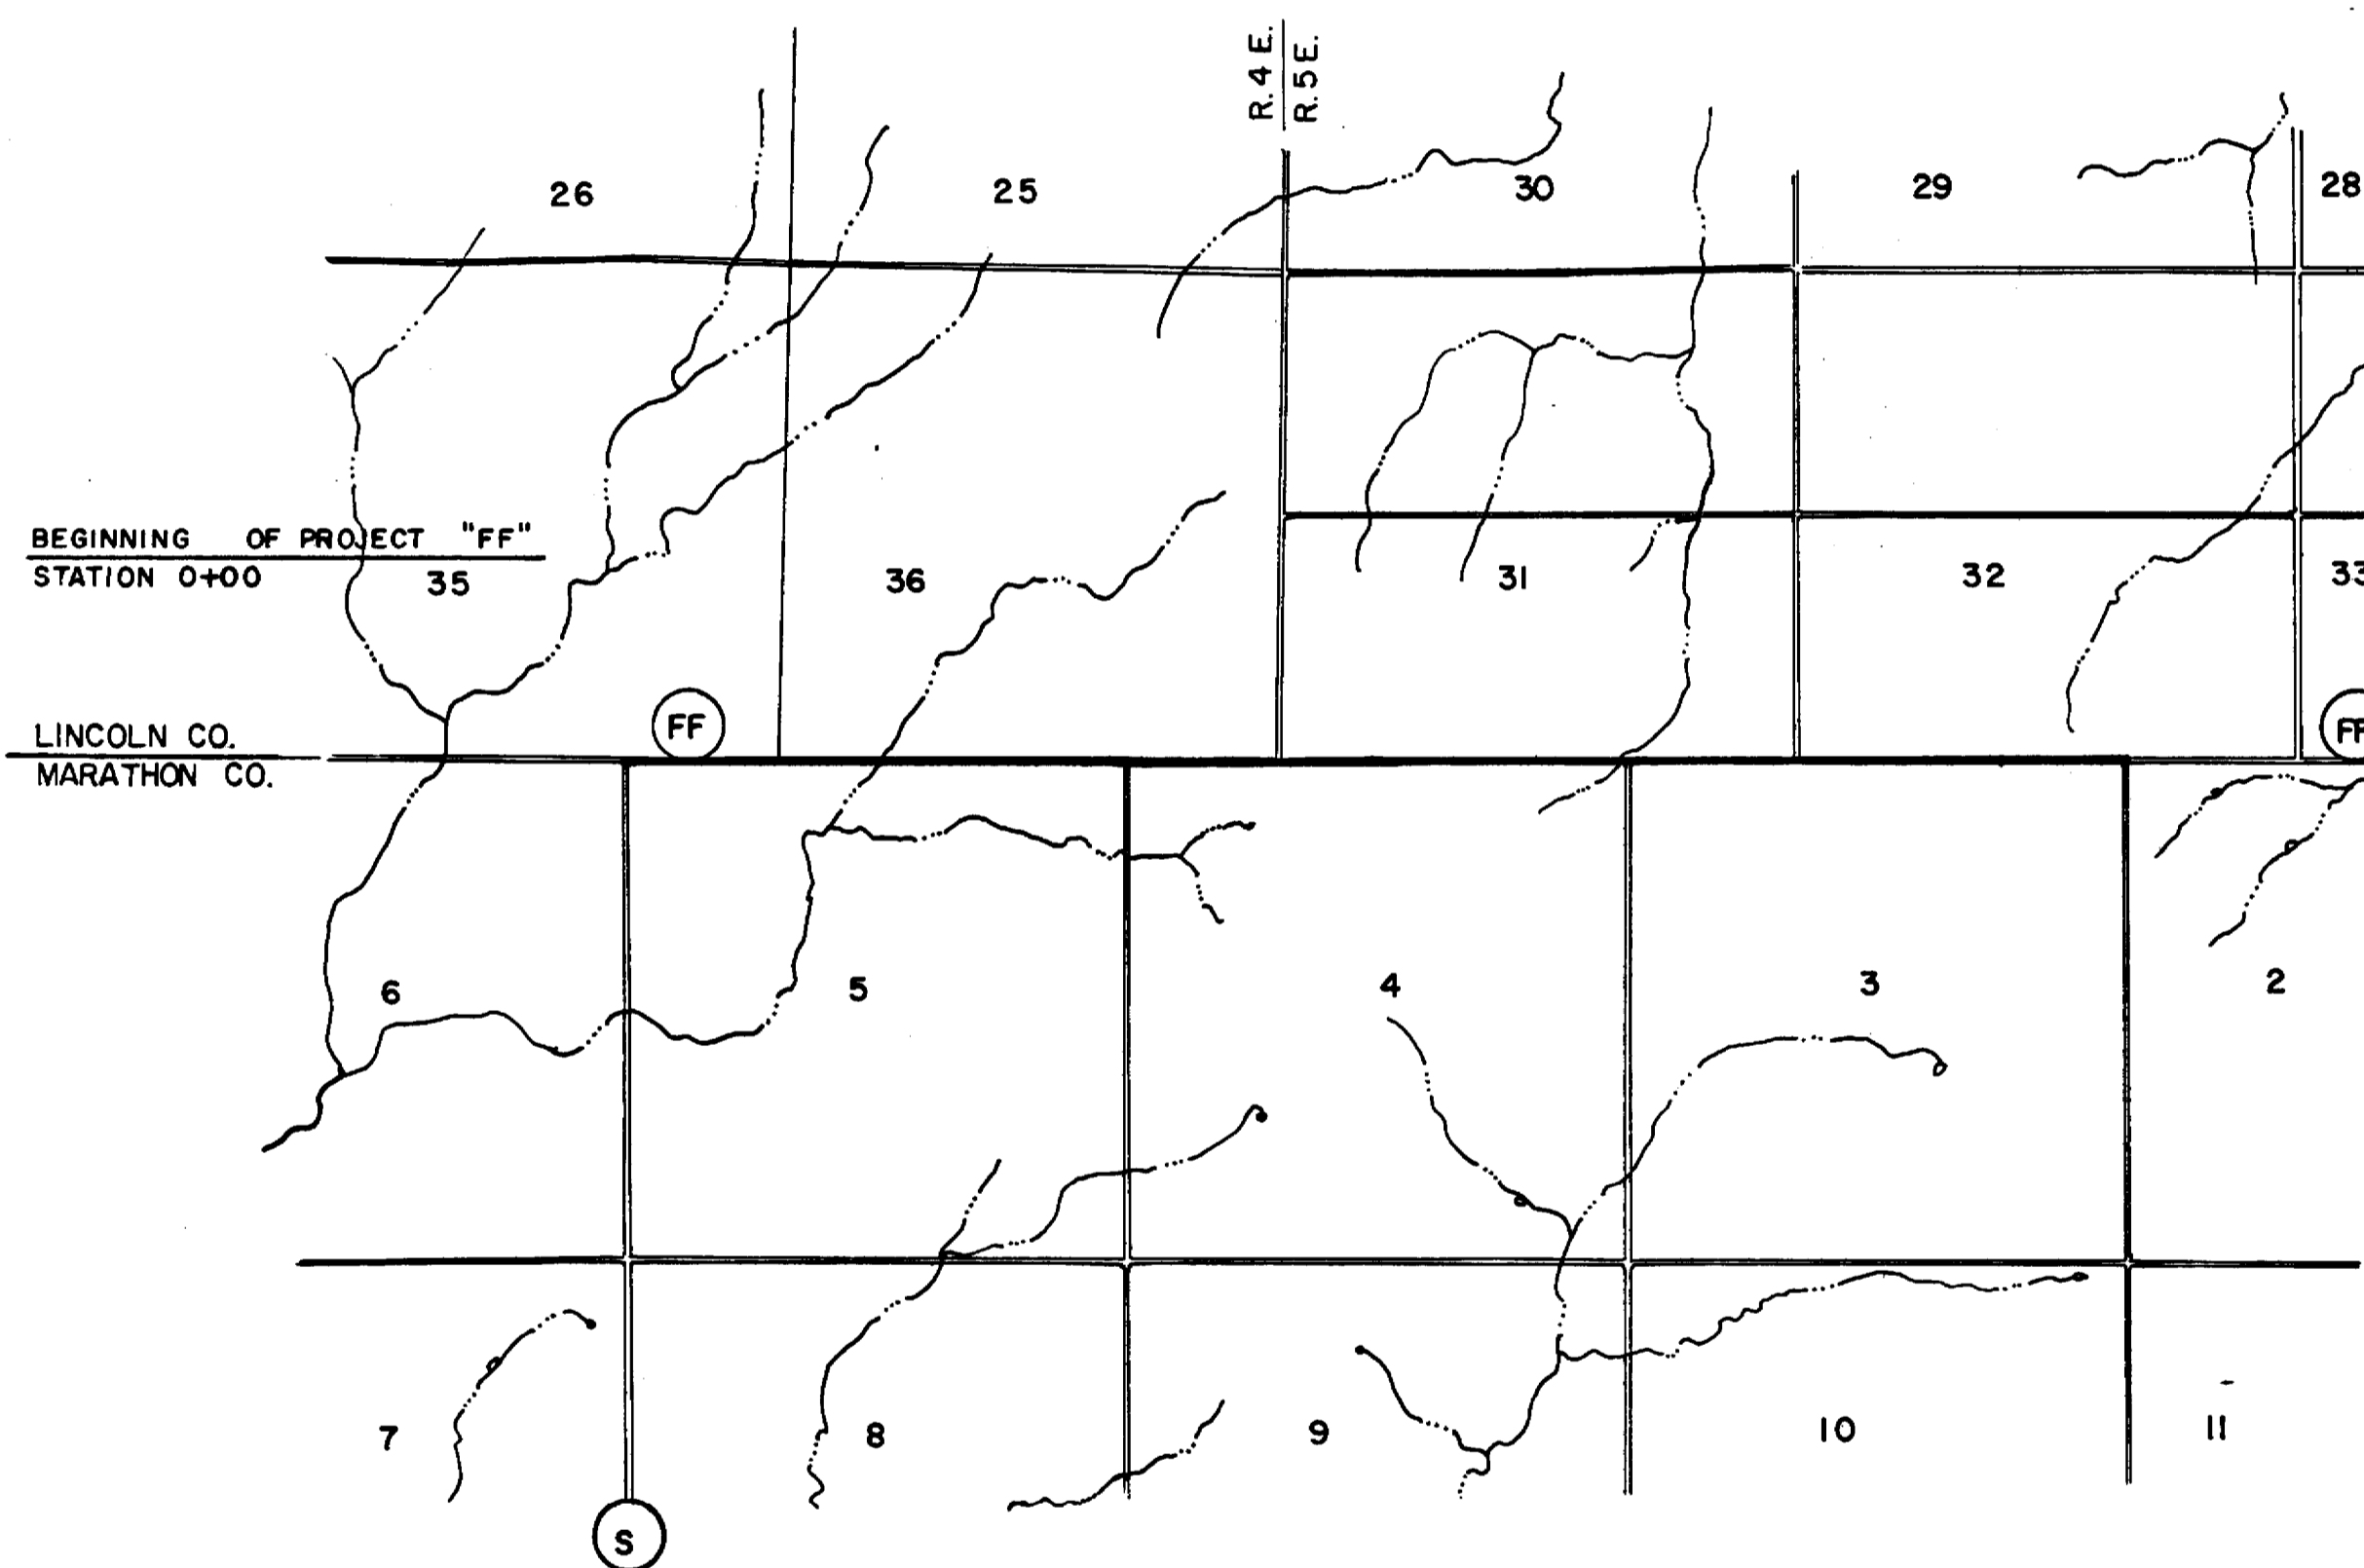 R. 4 E.
R. 5 E.
26
25
30
29
28
BEGINNING OF PROJECT "FF"
STATION 0+00
35
36
31
32
33
FF
FF
LINCOLN CO.
MARATHON CO.
6
5
4
3
2
7
8
9
10
11
S